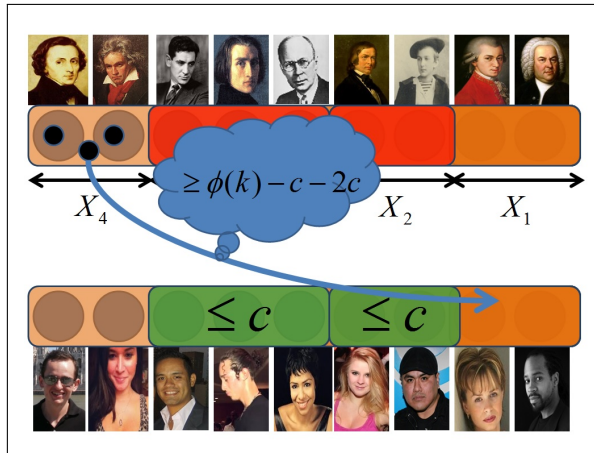 ≥ ϕ(k) − c − 2c
X₄
X₂
X₁
≤ c
≤ c